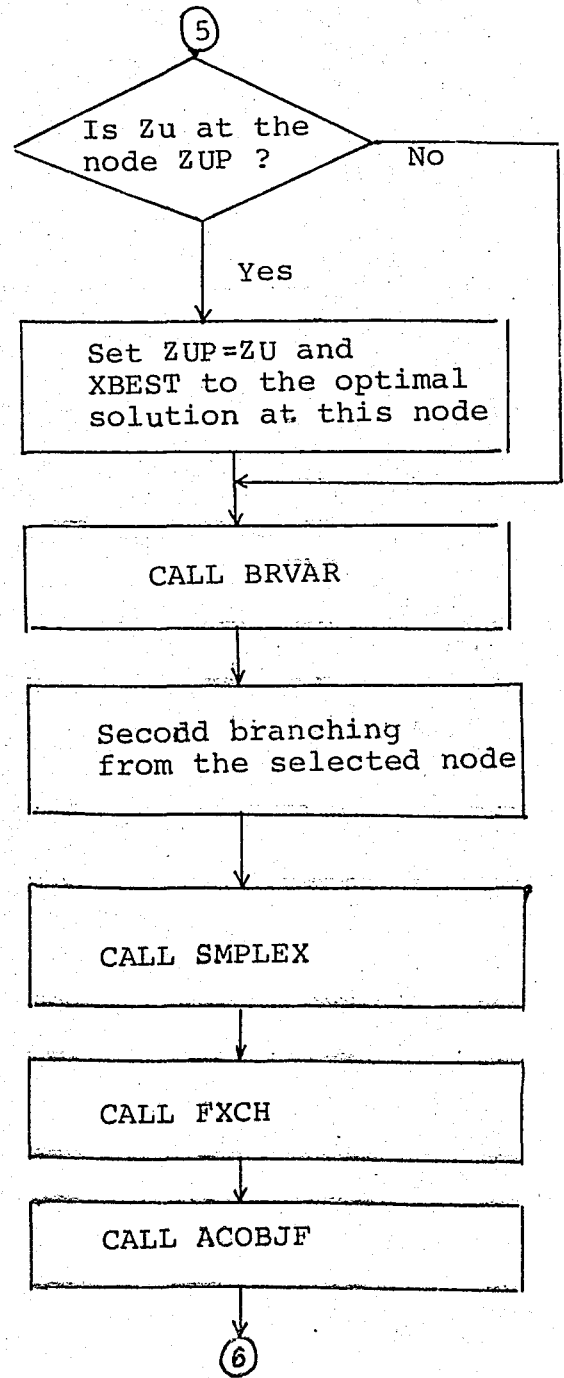 5
Is Zu at the
node ZUP ?
No
Yes
Set ZUP=ZU and
XBEST to the optimal
solution at this node
CALL BRVAR
Secodd branching
from the selected node
CALL SMPLEX
CALL FXCH
CALL ACOBJF
6